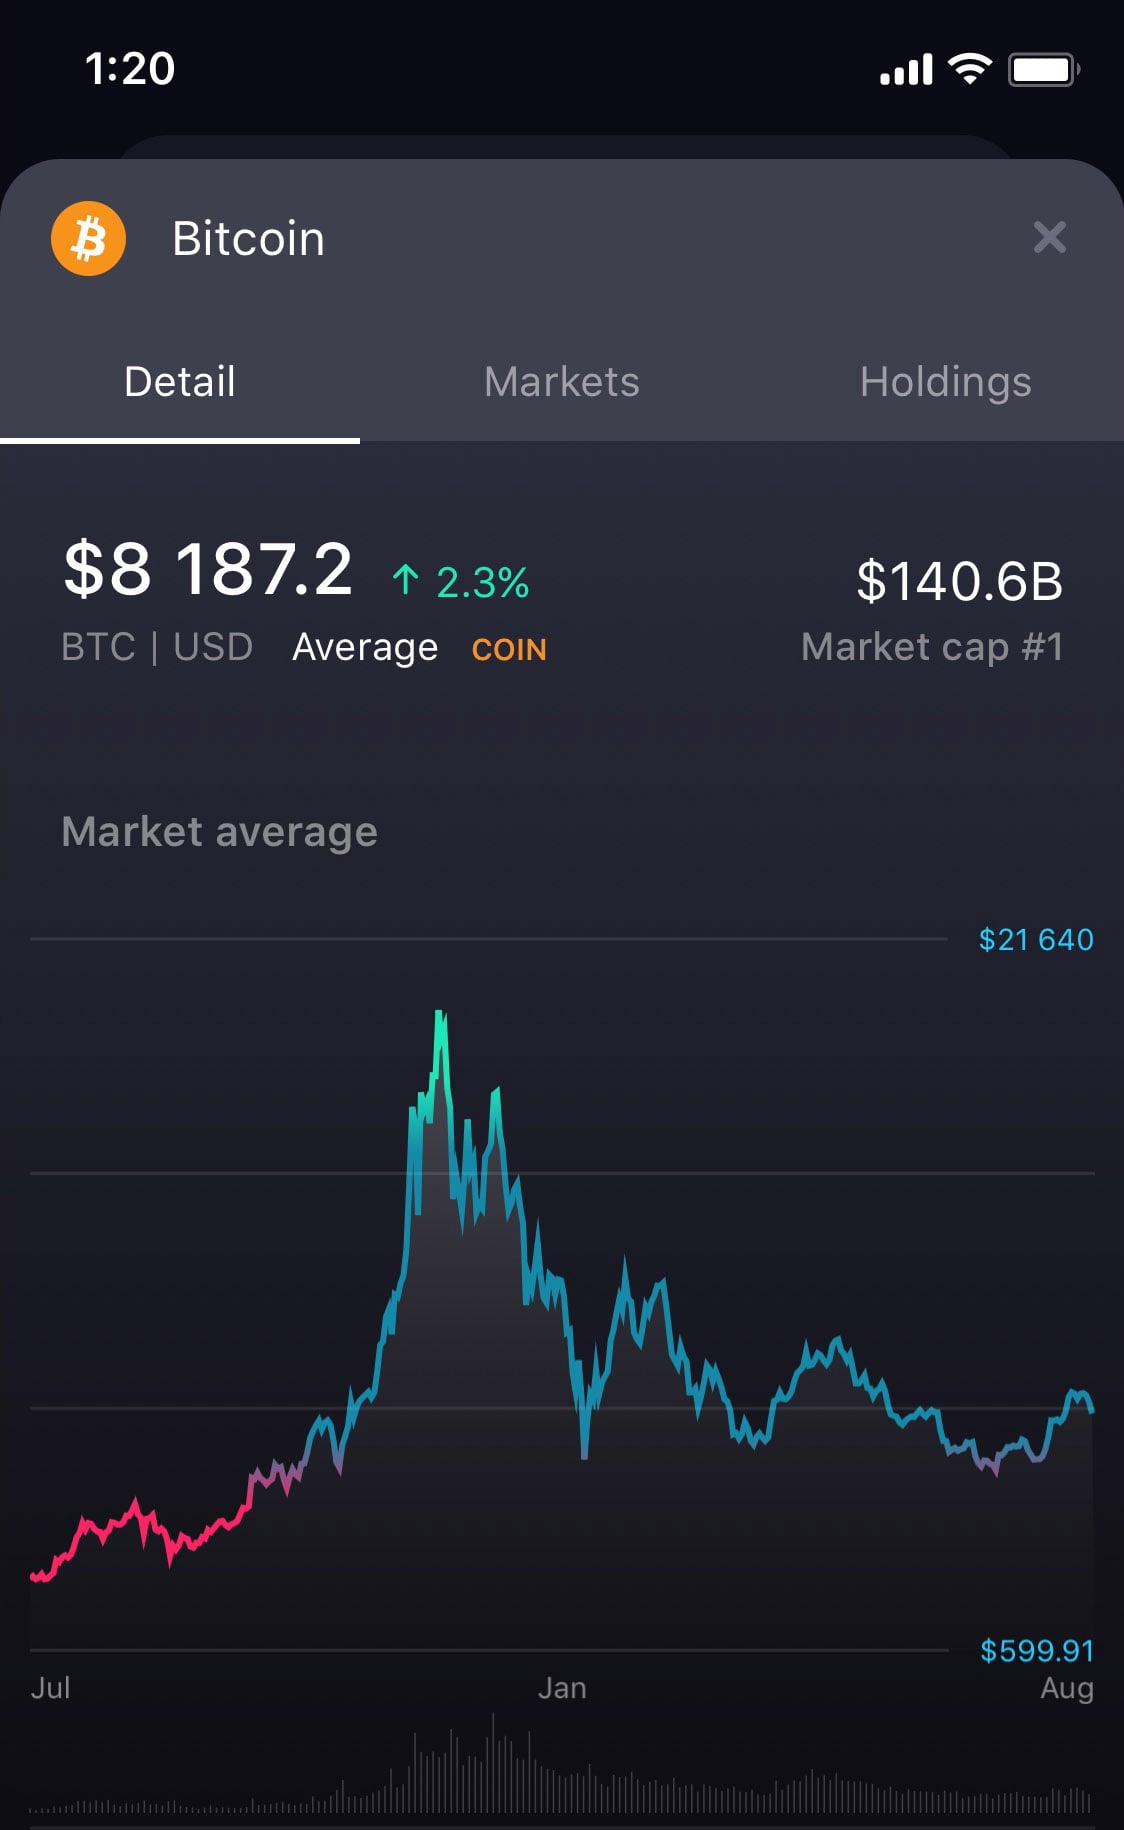 1:20
Bitcoin
Detail Markets Holdings
$8 187.2 ↑ 2.3% $140.6B
BTC | USD Average COIN Market cap #1
Market average
$21 640
$599.91
Jul Jan Aug